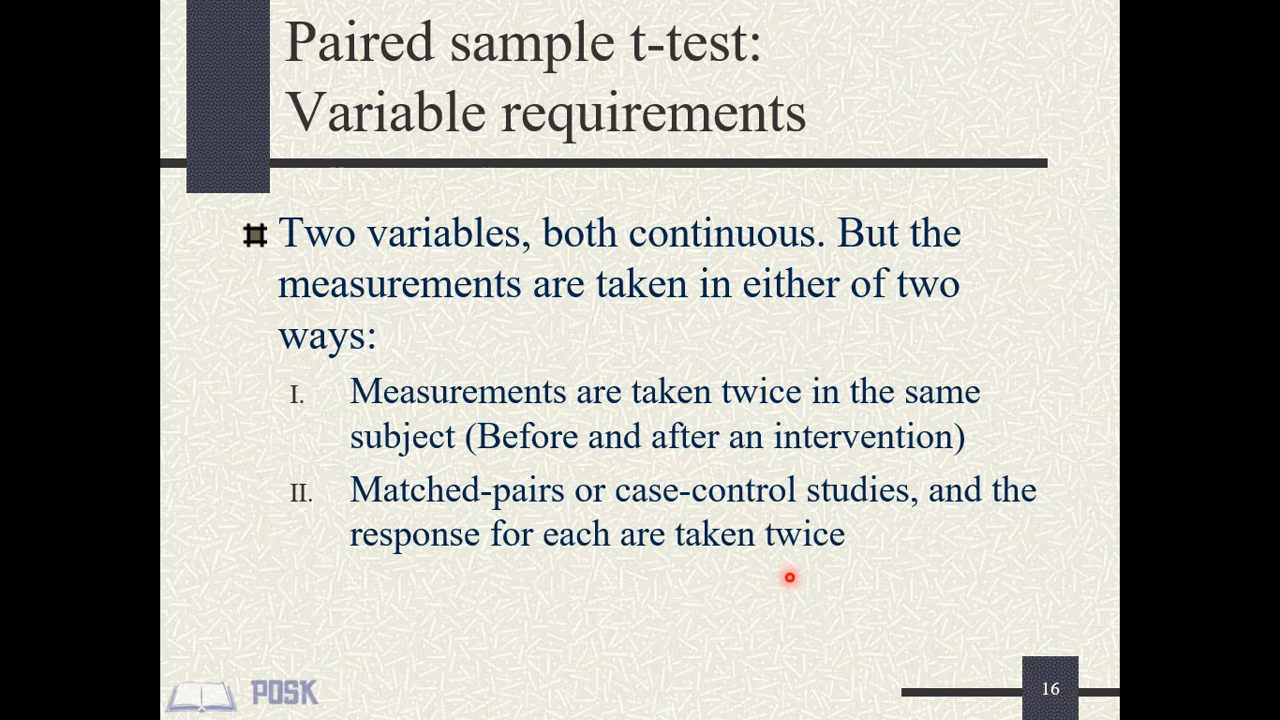 Paired sample t-test:
Variable requirements
Two variables, both continuous. But the
measurements are taken in either of two
ways:
I. Measurements are taken twice in the same
subject (Before and after an intervention)
II. Matched-pairs or case-control studies, and the
response for each are taken twice
POSK
16